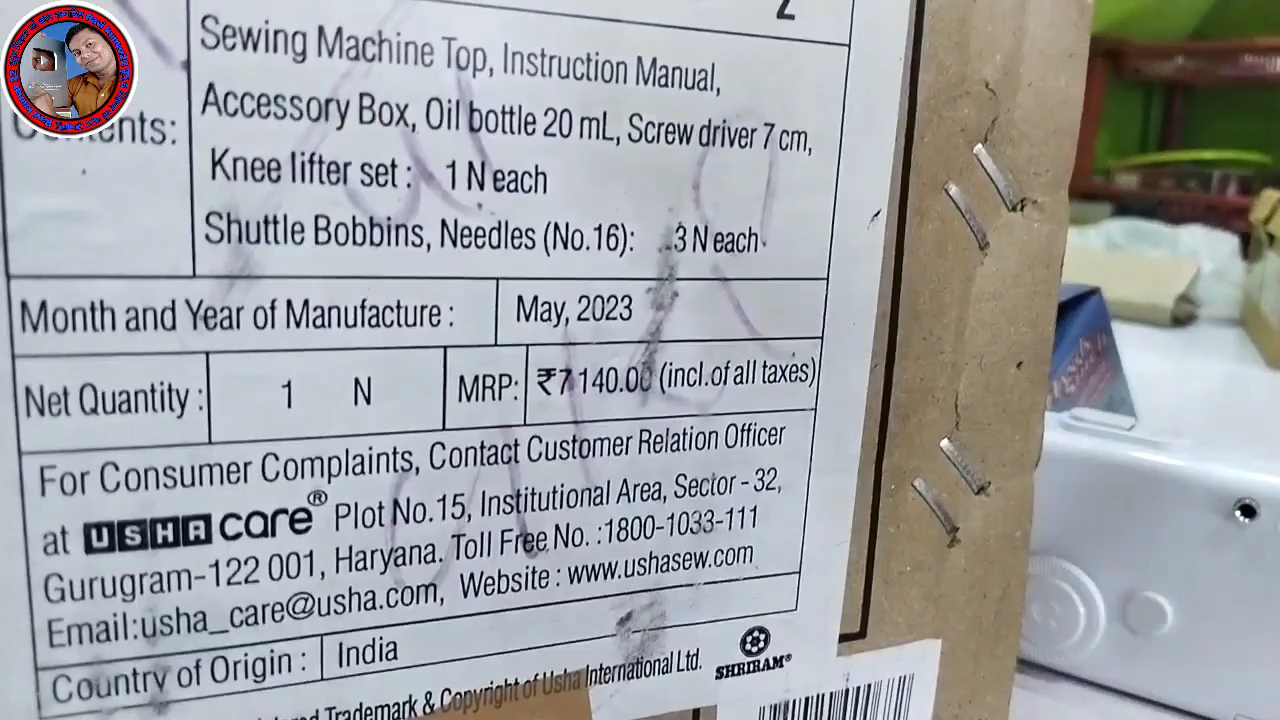 Sewing Machine Top, Instruction Manual,
Accessory Box, Oil bottle 20 mL, Screw driver 7 cm,
Knee lifter set : 1 N each
Shuttle Bobbins, Needles (No.16): 3 N each
Month and Year of Manufacture : May, 2023
Net Quantity : 1 N MRP: ₹7140.00 (incl.of all taxes)
For Consumer Complaints, Contact Customer Relation Officer
at USHA care® Plot No.15, Institutional Area, Sector - 32,
Gurugram-122 001, Haryana. Toll Free No. :1800-1033-111
Email:usha_care@usha.com, Website : www.ushasew.com
Country of Origin : India
Trademark & Copyright of Usha International Ltd.
SHRIRAM®